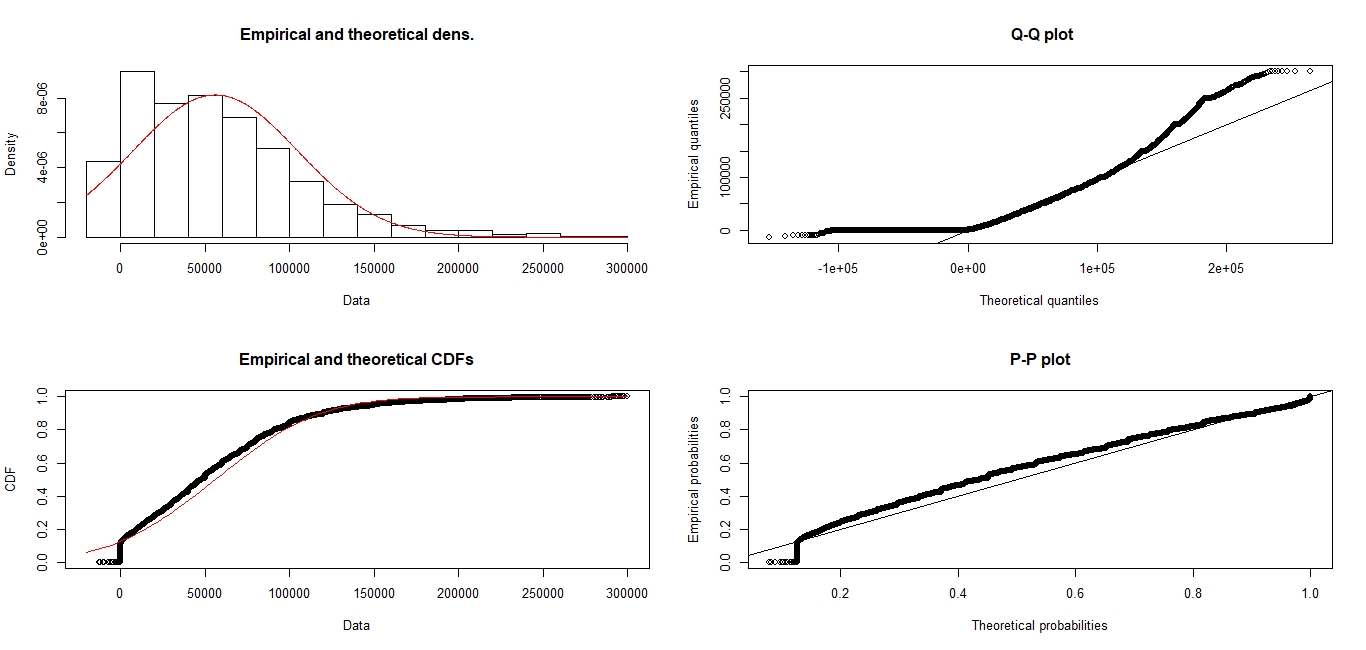 Empirical and theoretical dens.
Density
0e+00 4e-06 8e-06
0 50000 100000 150000 200000 250000 300000
Data
Q-Q plot
Empirical quantiles
0 100000 250000
-1e+05 0e+00 1e+05 2e+05
Theoretical quantiles
Empirical and theoretical CDFs
CDF
0.0 0.2 0.4 0.6 0.8 1.0
0 50000 100000 150000 200000 250000 300000
Data
P-P plot
Empirical probabilities
0.0 0.2 0.4 0.6 0.8 1.0
0.2 0.4 0.6 0.8 1.0
Theoretical probabilities